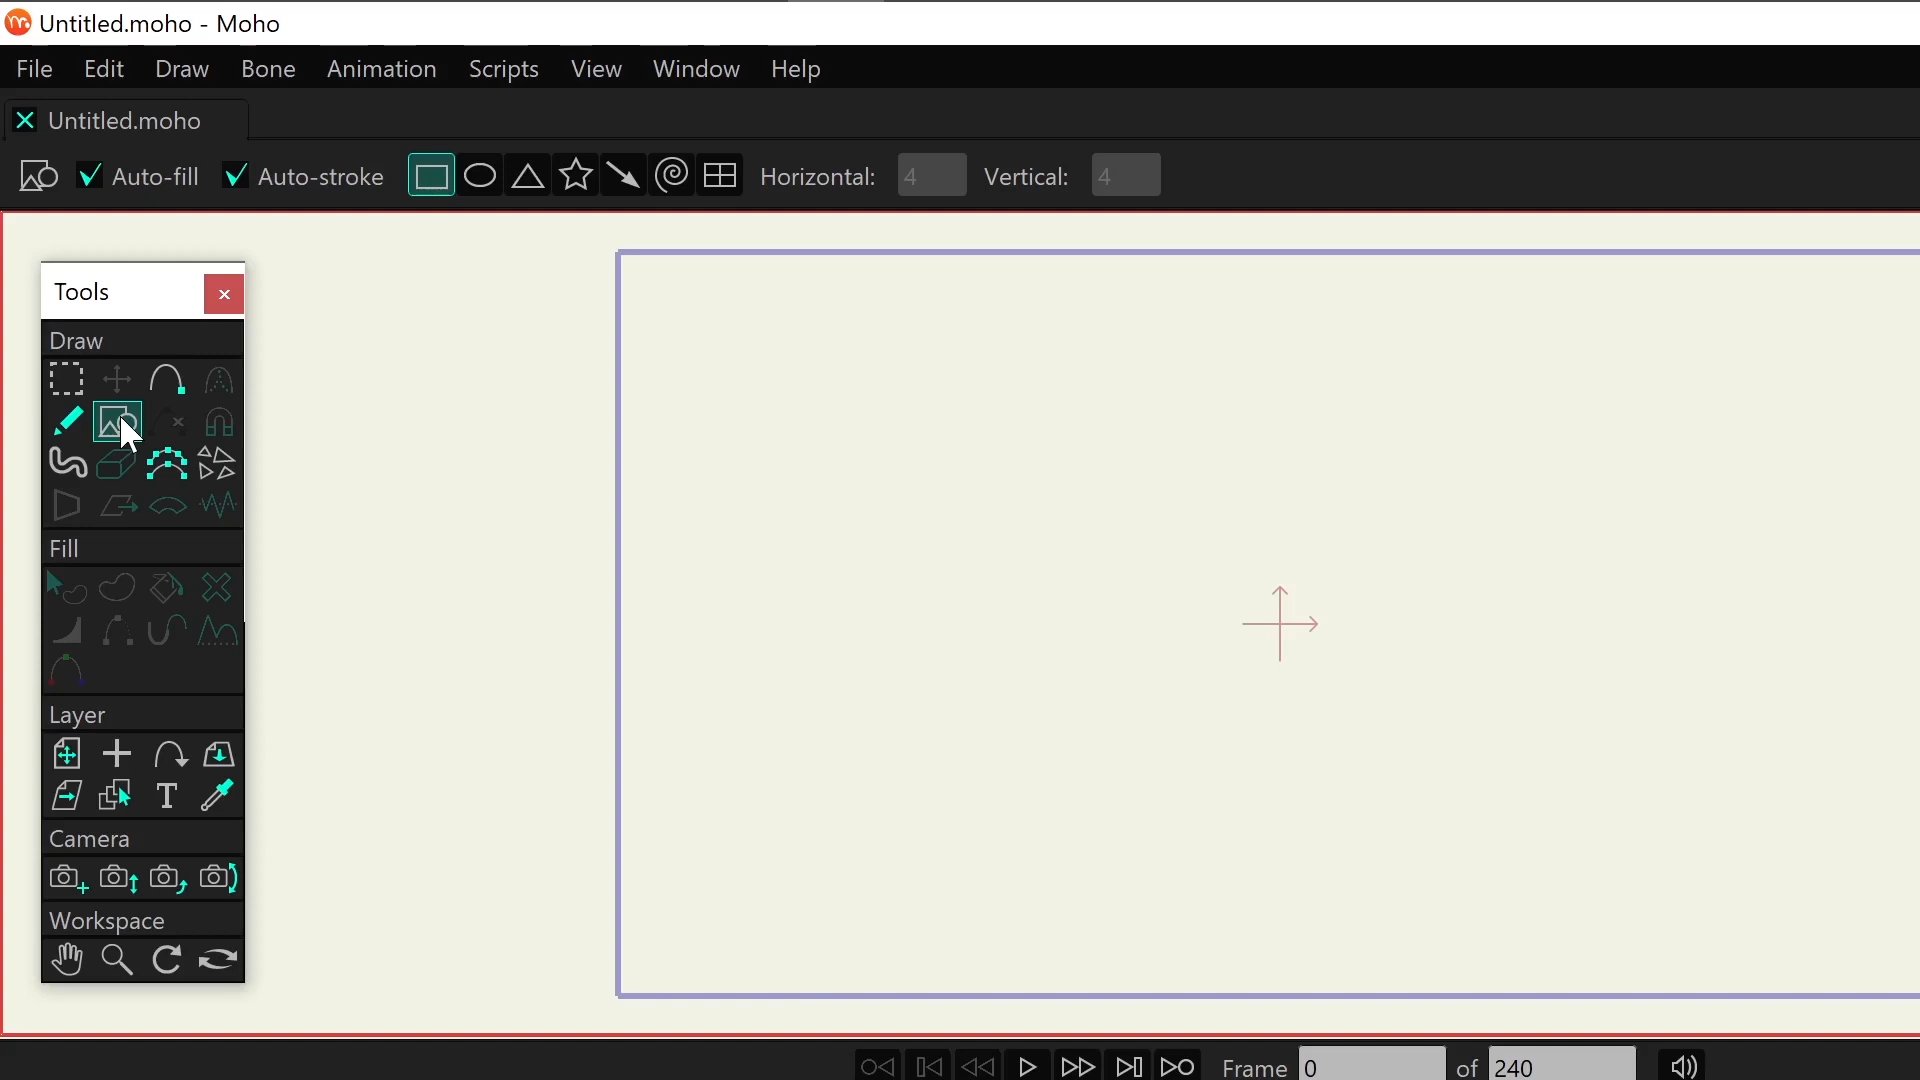 Untitled.moho - Moho
File Edit Draw Bone Animation Scripts View Window Help
Untitled.moho
Auto-fill Auto-stroke Horizontal: 4 Vertical: 4
Tools
Draw
Fill
Layer
T
Camera
Workspace
Frame 0 of 240